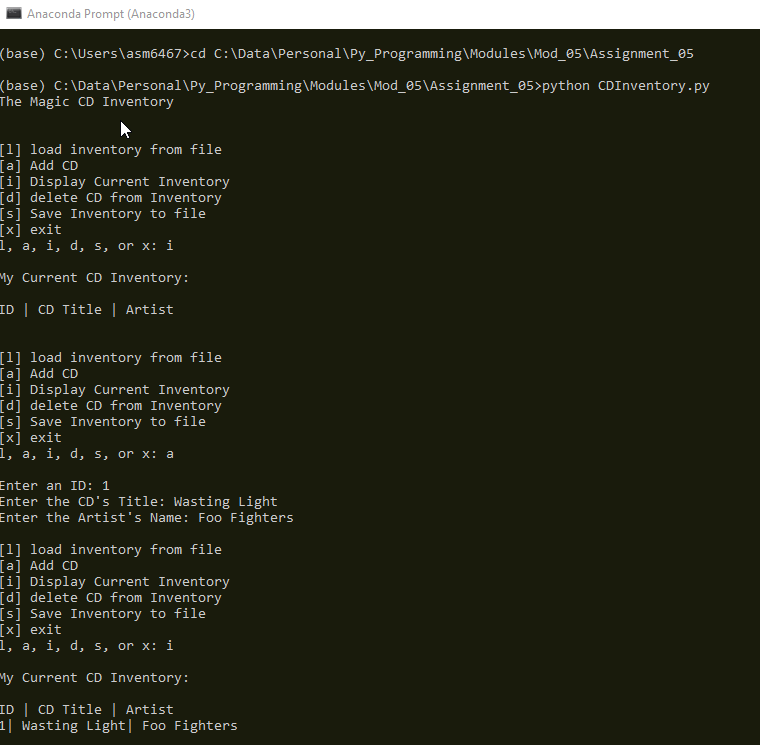 Anaconda Prompt (Anaconda3)
(base) C:\Users\asm6467>cd C:\Data\Personal\Py_Programming\Modules\Mod_05\Assignment_05
(base) C:\Data\Personal\Py_Programming\Modules\Mod_05\Assignment_05>python CDInventory.py
The Magic CD Inventory
[l] load inventory from file
[a] Add CD
[i] Display Current Inventory
[d] delete CD from Inventory
[s] Save Inventory to file
[x] exit
l, a, i, d, s, or x: i
My Current CD Inventory:
ID | CD Title | Artist
[l] load inventory from file
[a] Add CD
[i] Display Current Inventory
[d] delete CD from Inventory
[s] Save Inventory to file
[x] exit
l, a, i, d, s, or x: a
Enter an ID: 1
Enter the CD's Title: Wasting Light
Enter the Artist's Name: Foo Fighters
[l] load inventory from file
[a] Add CD
[i] Display Current Inventory
[d] delete CD from Inventory
[s] Save Inventory to file
[x] exit
l, a, i, d, s, or x: i
My Current CD Inventory:
ID | CD Title | Artist
1| Wasting Light| Foo Fighters